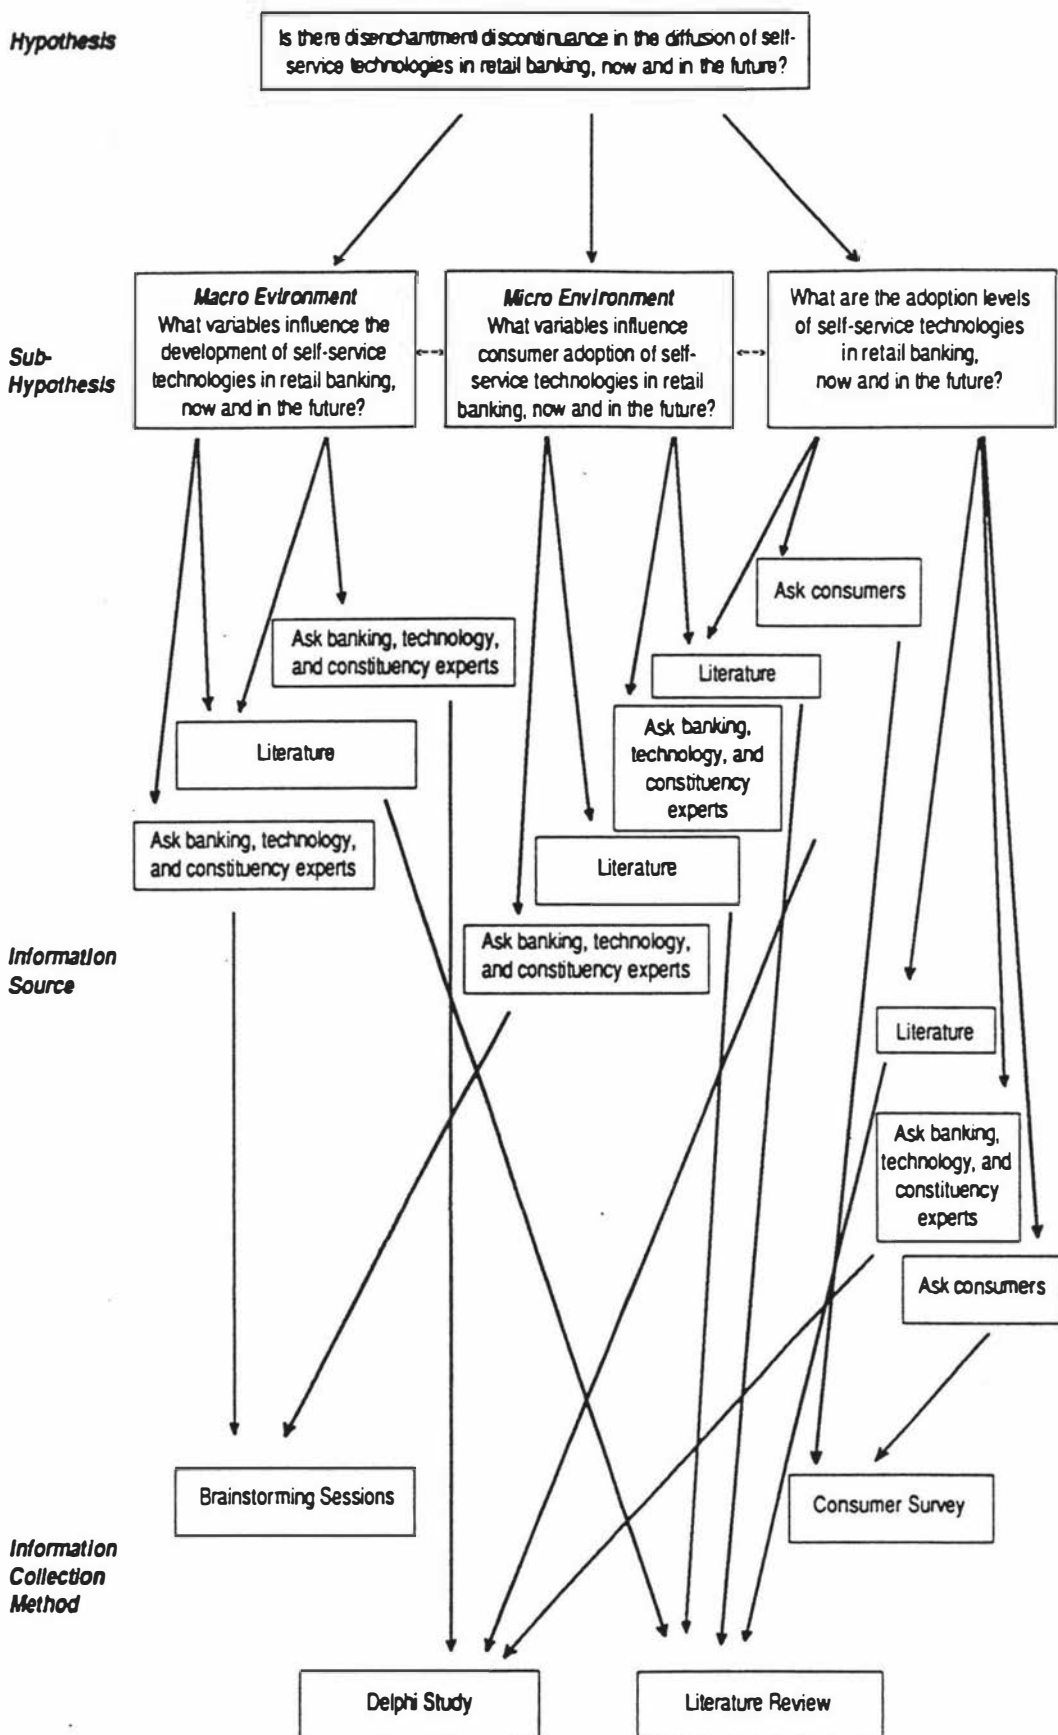 Hypothesis
Is there disenchantment discontinuance in the diffusion of self-
service technologies in retail banking, now and in the future?
Sub-
Hypothesis
Macro Evironment
What variables influence the
development of self-service
technologies in retail banking,
now and in the future?
Micro Environment
What variables influence
consumer adoption of self-
service technologies in retail
banking, now and in the future?
What are the adoption levels
of self-service technologies
in retail banking,
now and in the future?
Ask consumers
Ask banking, technology,
and constituency experts
Literature
Literature
Ask banking,
technology, and
constituency
experts
Ask banking, technology,
and constituency experts
Literature
Information
Source
Ask banking, technology,
and constituency experts
Literature
Ask banking,
technology, and
constituency
experts
Ask consumers
Brainstorming Sessions
Consumer Survey
Information
Collection
Method
Delphi Study
Literature Review